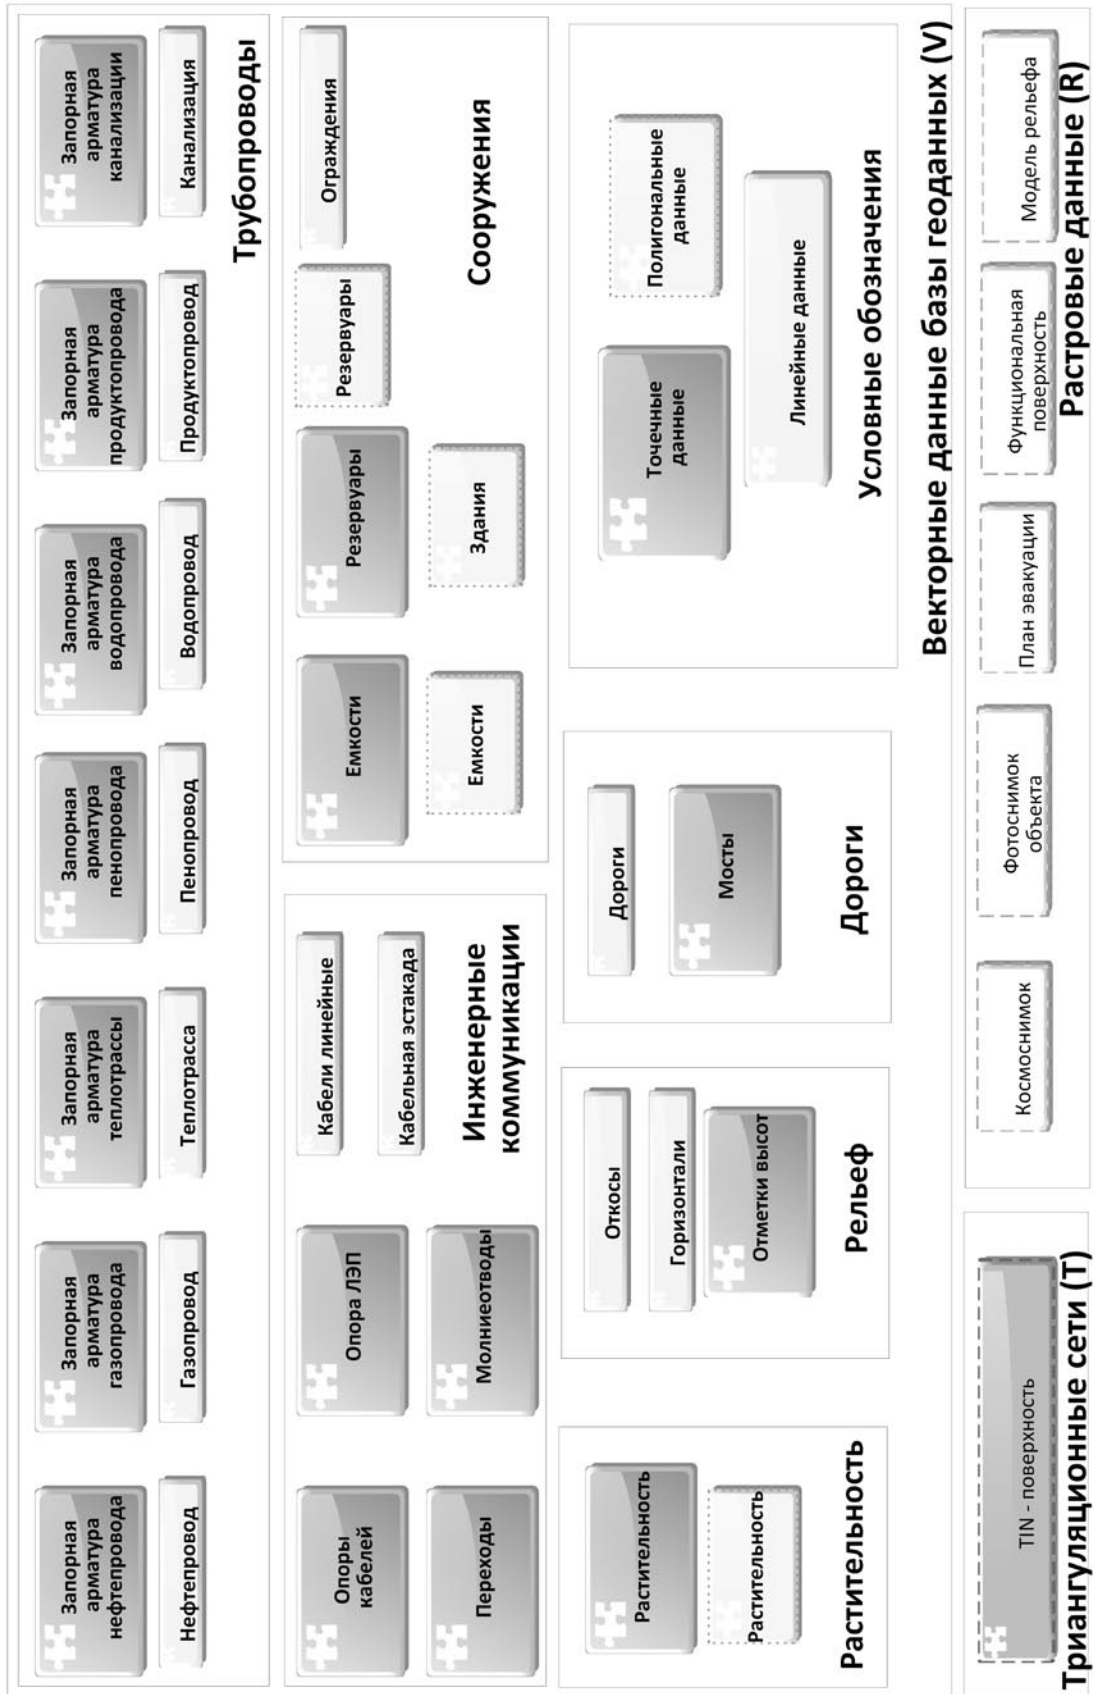 Запорная
арматура
нефтепровода
Запорная
арматура
газопровода
Запорная
арматура
теплотрассы
Запорная
арматура
пенопровода
Запорная
арматура
водопровода
Запорная
арматура
продуктопровода
Запорная
арматура
канализации
Нефтепровод
Газопровод
Теплотрасса
Пенопровод
Водопровод
Продуктопровод
Канализация
Трубопроводы
Опоры
кабелей
Опора ЛЭП
Кабели линейные
Переходы
Молниеотводы
Кабельная эстакада
Инженерные
коммуникации
Емкости
Резервуары
Резервуары
Ограждения
Емкости
Здания
Сооружения
Растительность
Растительность
Растительность
Откосы
Горизонтали
Отметки высот
Рельеф
Дороги
Мосты
Дороги
Точечные
данные
Полигональные
данные
Линейные данные
Условные обозначения
Векторные данные базы геоданных (V)
TIN - поверхность
Триангуляционные сети (T)
Космоснимок
Фотоснимок
объекта
План эвакуации
Функциональная
поверхность
Модель рельефа
Растровые данные (R)